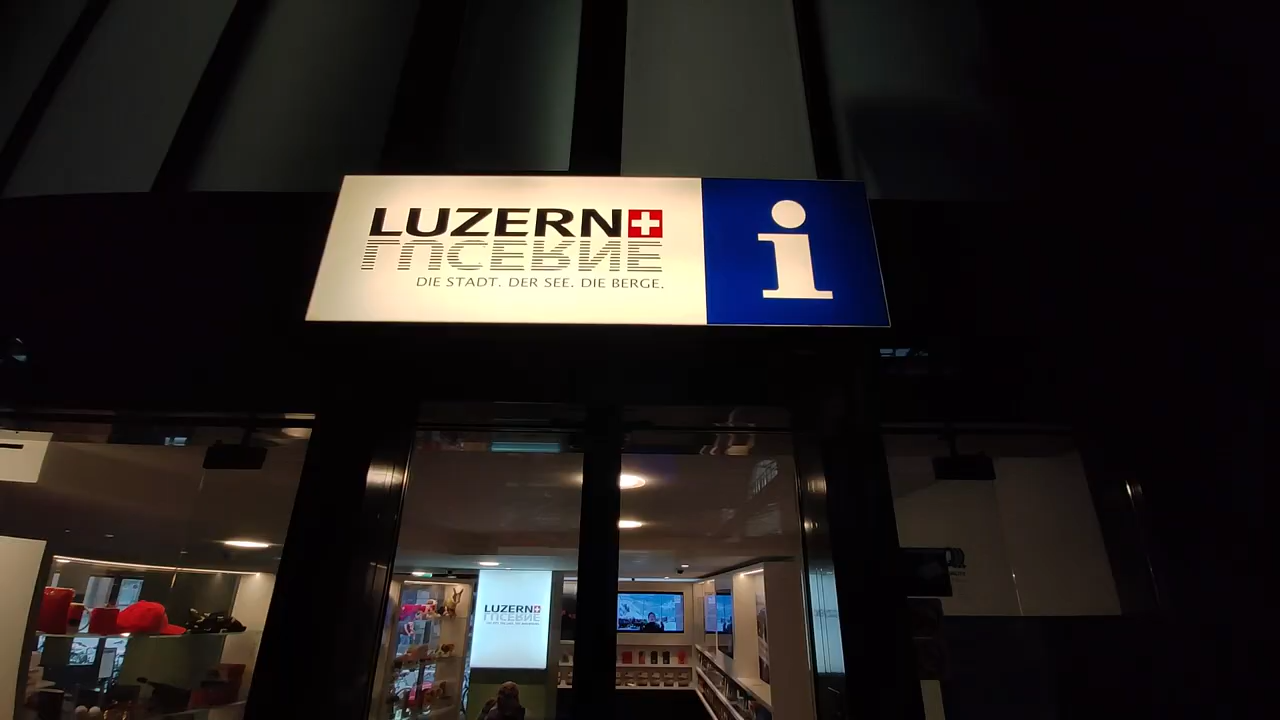 LUZERN
LUCERNE
DIE STADT. DER SEE. DIE BERGE.
i
LUZERN
LUCERNE